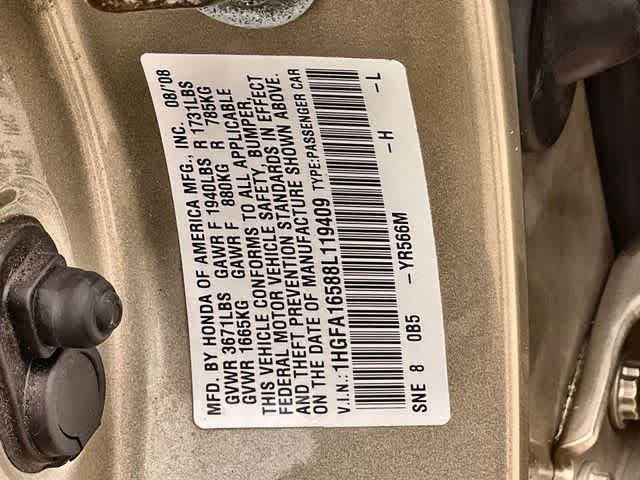 MFD. BY HONDA OF AMERICA MFG., INC. 08/'08
GVWR 3671LBS GAWR F 1940LBS R 1731LBS
GVWR 1665KG GAWR F 880KG R 785KG
THIS VEHICLE CONFORMS TO ALL APPLICABLE
FEDERAL MOTOR VEHICLE SAFETY, BUMPER,
AND THEFT PREVENTION STANDARDS IN EFFECT
ON THE DATE OF MANUFACTURE SHOWN ABOVE.
V.I.N.: 1HGFA16588L119409 TYPE:PASSENGER CAR
SNE 8 0B5 - YR566M -H -L